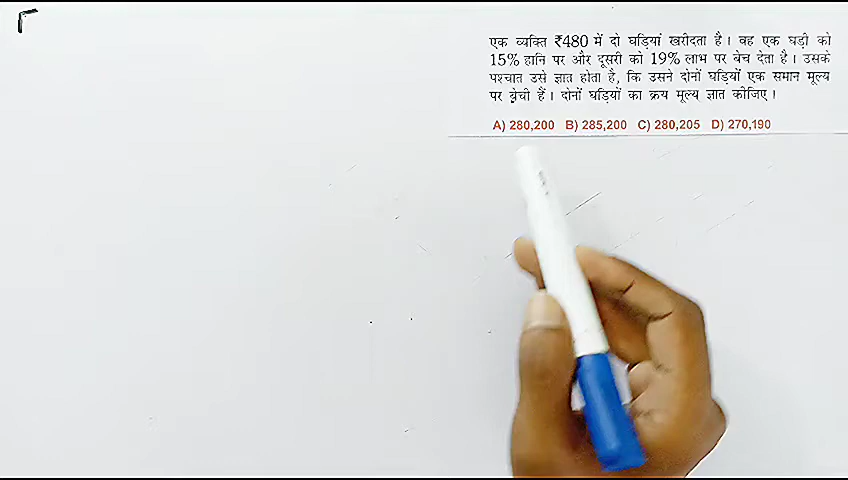 एक व्यक्ति ₹480 में दो घड़ियां खरीदता है। वह एक घड़ी को
15% हानि पर और दूसरी को 19% लाभ पर बेच देता है। उसके
पश्चात उसे ज्ञात होता है, कि उसने दोनों घड़ियों एक समान मूल्य
पर बेची हैं। दोनों घड़ियों का क्रय मूल्य ज्ञात कीजिए।
A) 280,200 B) 285,200 C) 280,205 D) 270,190